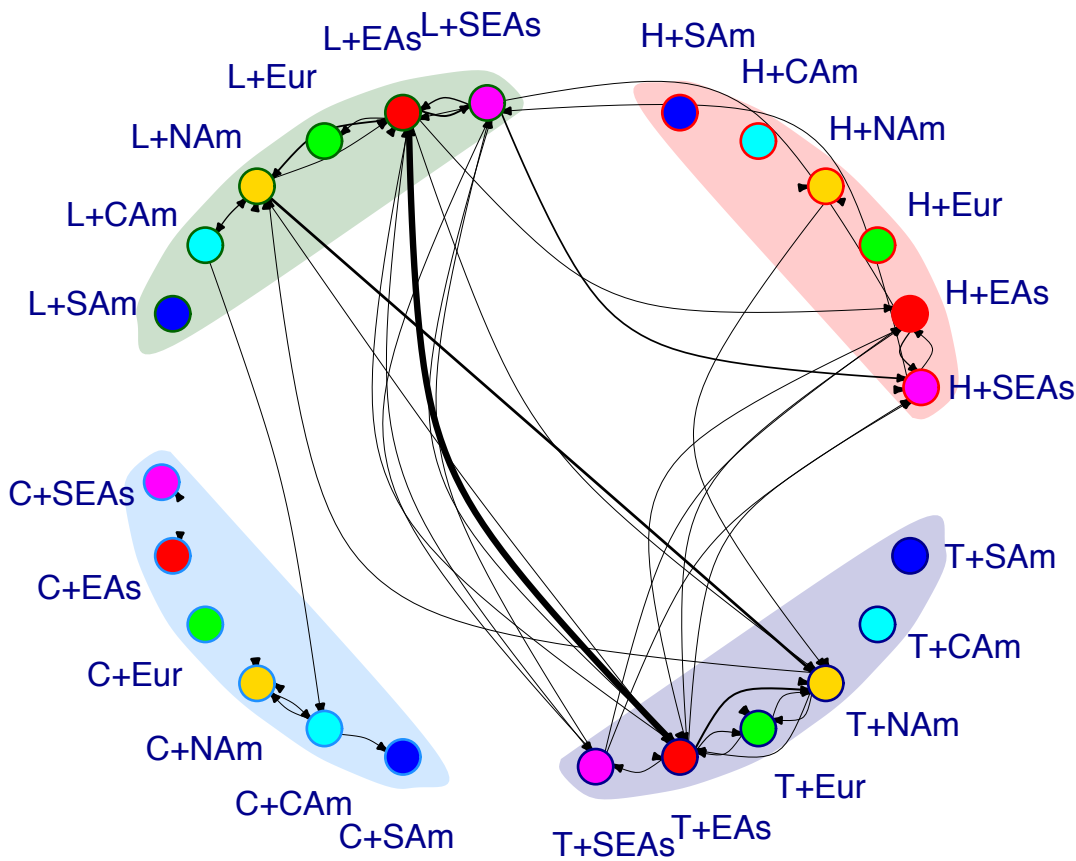 L+SEAs
L+EAs
H+SAm
H+CAm
L+Eur
H+NAm
L+NAm
H+Eur
L+CAm
H+EAs
L+SAm
H+SEAs
C+SEAs
T+SAm
C+EAs
T+CAm
C+Eur
T+NAm
C+NAm
T+Eur
C+CAm
T+EAs
C+SAm
T+SEAs